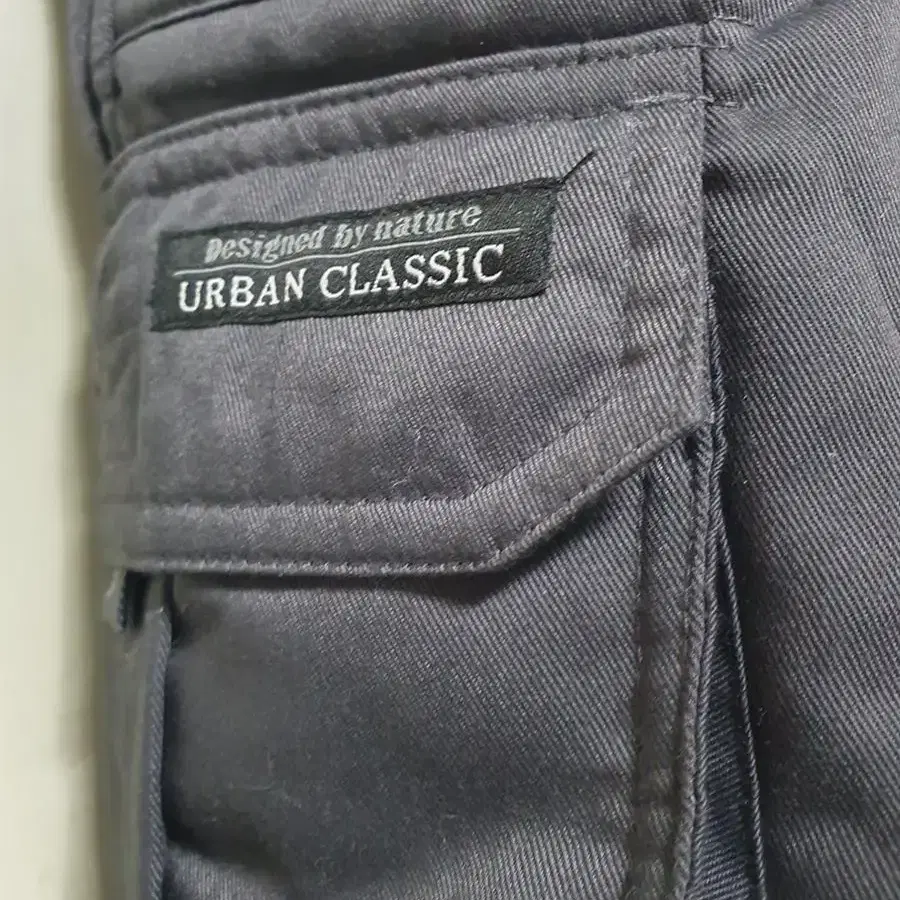 Designed by nature
URBAN CLASSIC